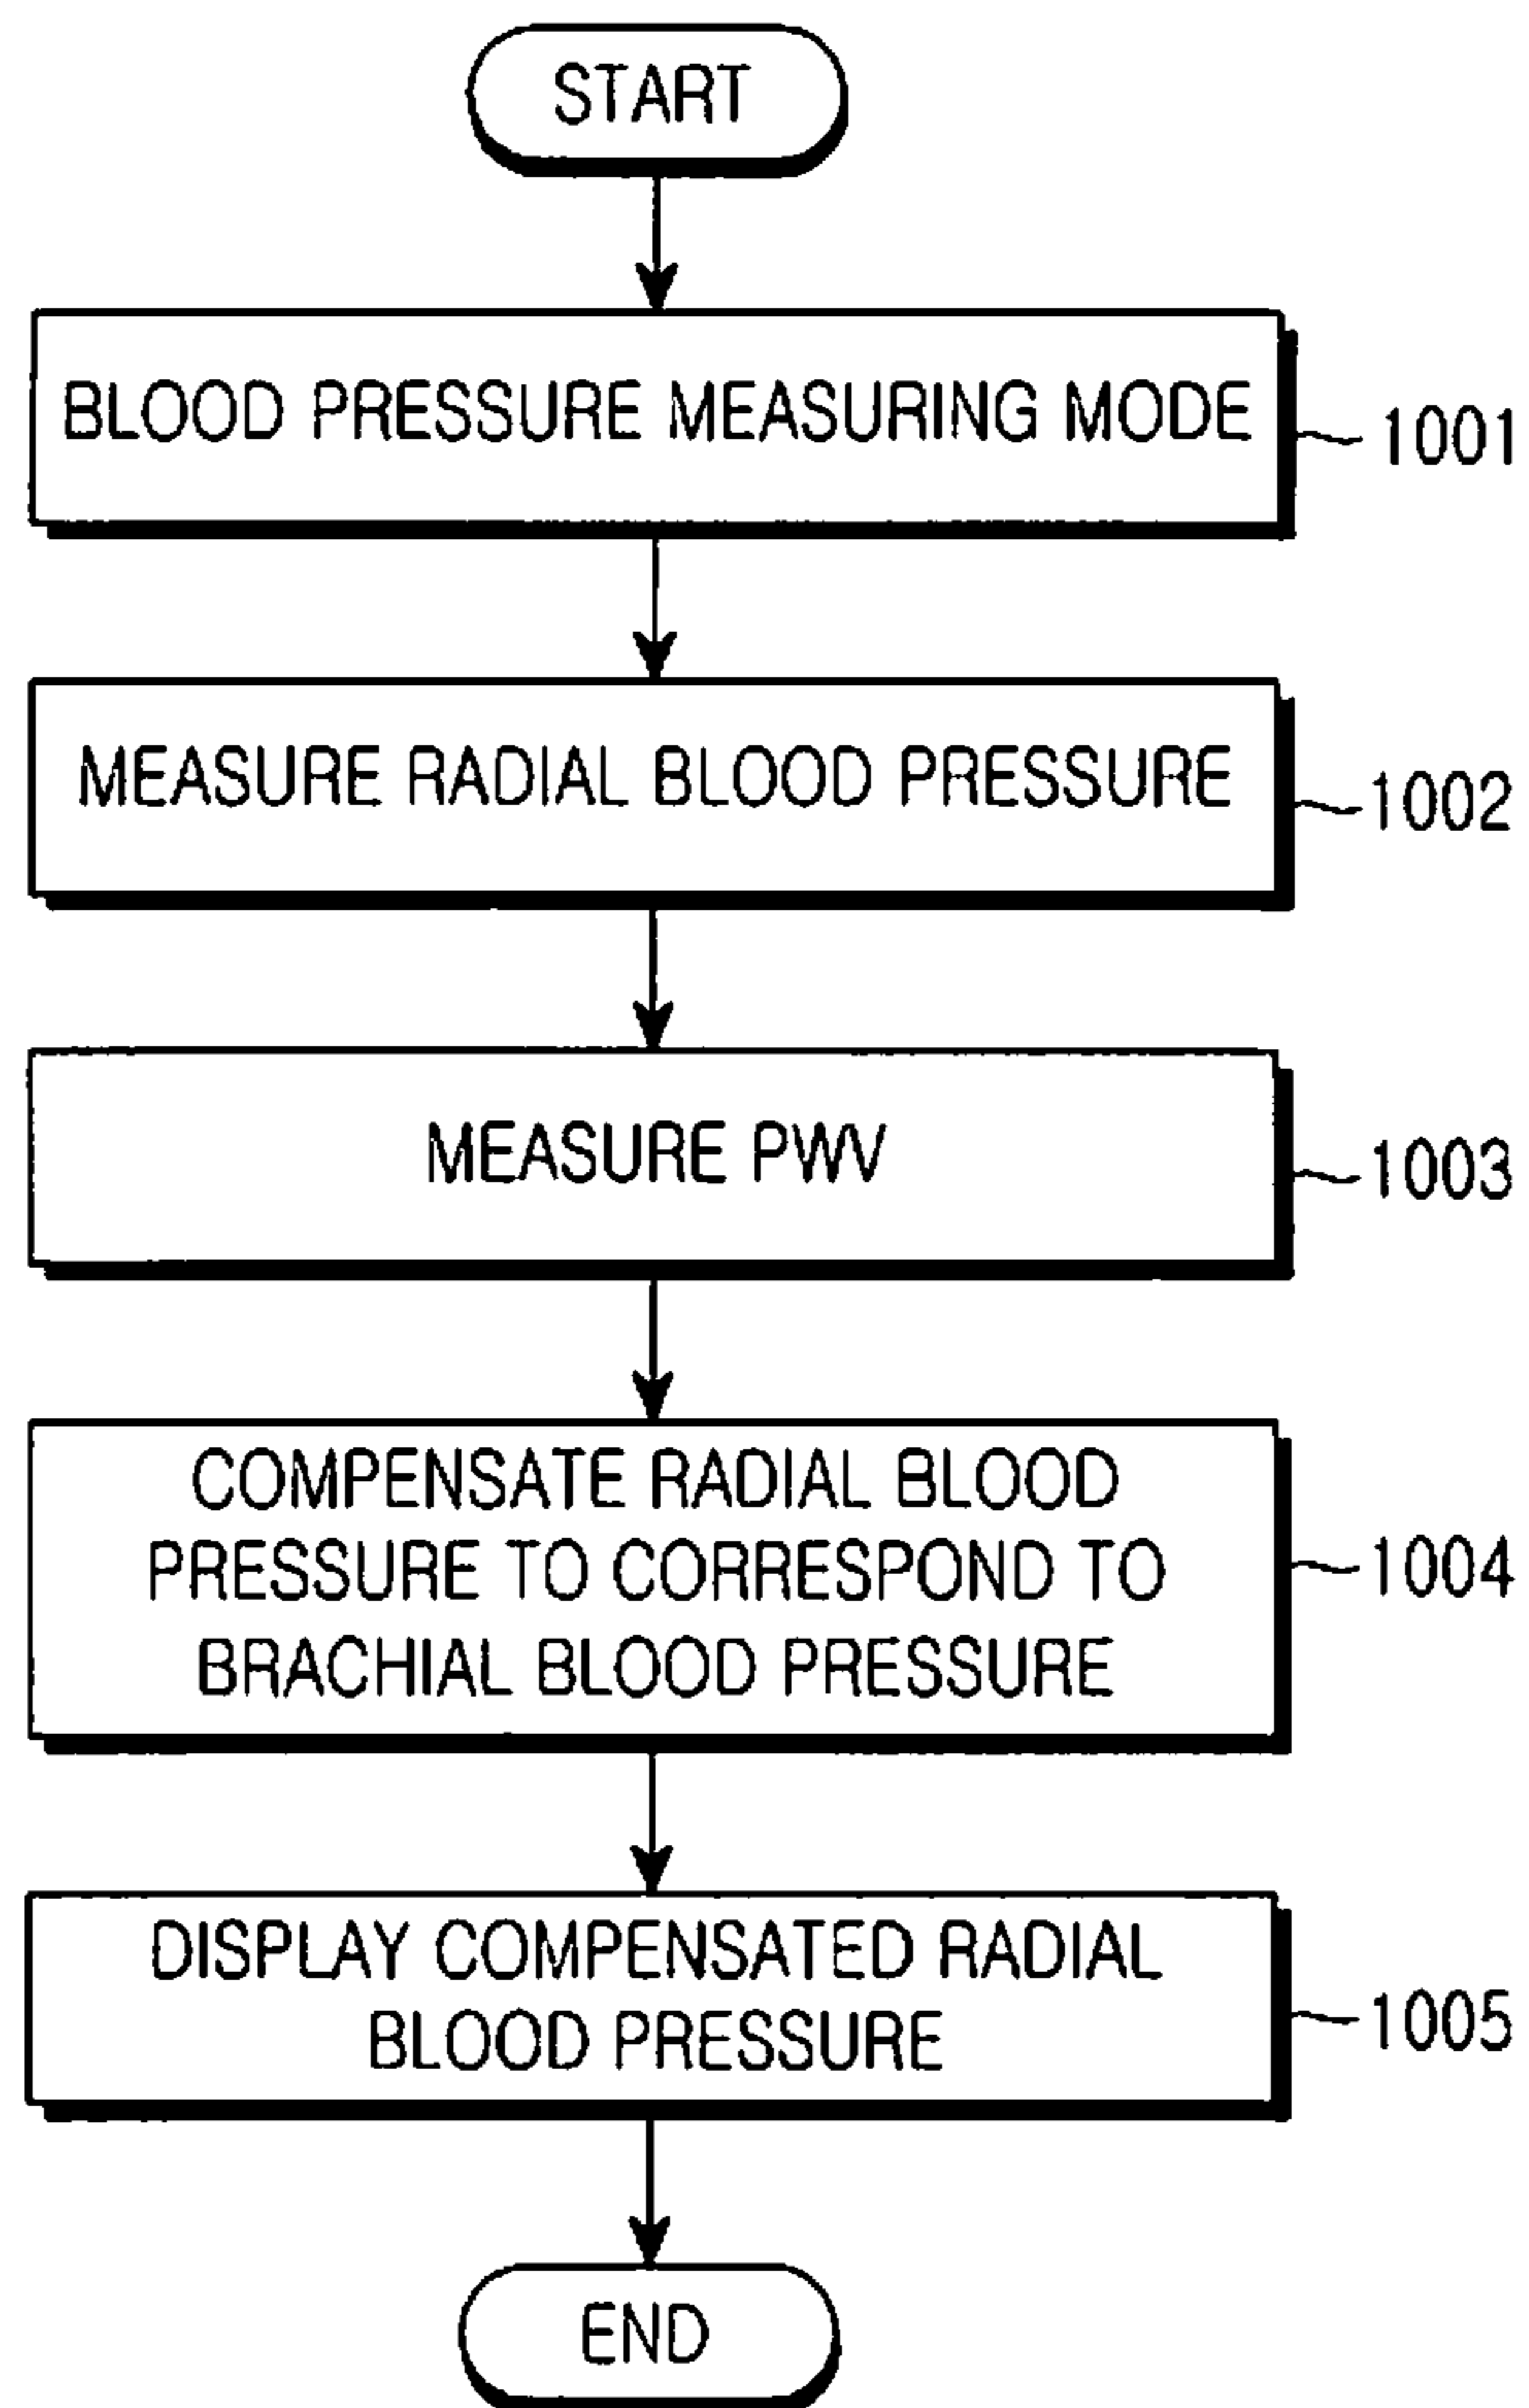 START
BLOOD PRESSURE MEASURING MODE
1001
MEASURE RADIAL BLOOD PRESSURE
1002
MEASURE PWV
1003
COMPENSATE RADIAL BLOOD
PRESSURE TO CORRESPOND TO
BRACHIAL BLOOD PRESSURE
1004
DISPLAY COMPENSATED RADIAL
BLOOD PRESSURE
1005
END